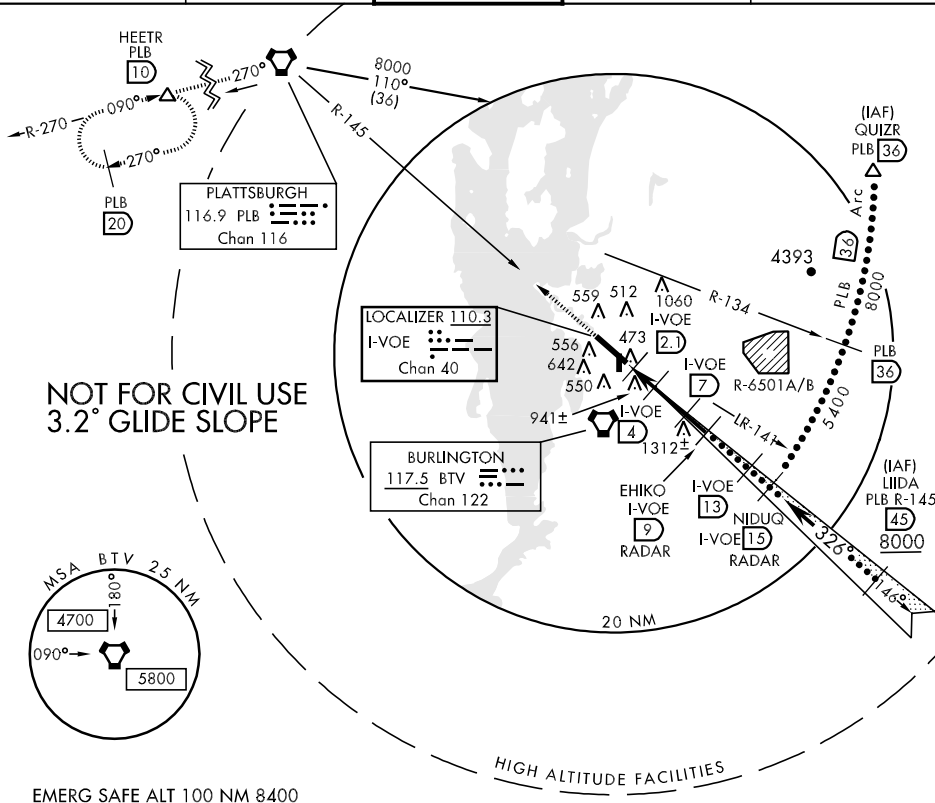 HEETR
PLB
10
270°
090°
R-270
270°
PLB
20
8000
110°
(36)
R-145
PLATTSBURGH
116.9 PLB
Chan 116
(IAF)
QUIZR
PLB 36
Arc
36
PLB
8000
4393
R-134
559
512
1060
I-VOE
2.1
LOCALIZER 110.3
I-VOE
Chan 40
556
642
550
473
I-VOE
7
R-6501A/B
PLB
36
5400
NOT FOR CIVIL USE
3.2° GLIDE SLOPE
941±
I-VOE
4
1312±
LR-141
BURLINGTON
117.5 BTV
Chan 122
EHIKO
I-VOE
9
RADAR
I-VOE
13
NIDUQ
I-VOE 15
RADAR
(IAF)
LIIDA
PLB R-145
45
8000
326°
146°
20 NM
MSA BTV 25 NM
180°
4700
090°
5800
HIGH ALTITUDE FACILITIES
EMERG SAFE ALT 100 NM 8400